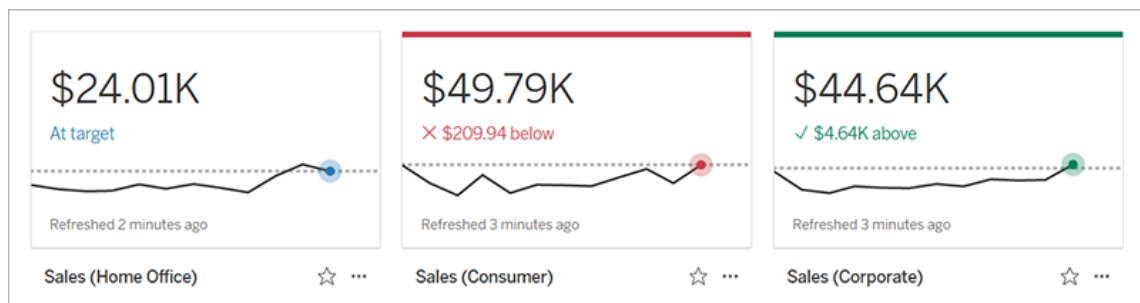 $24.01K
At target
Refreshed 2 minutes ago
Sales (Home Office)
$49.79K
$209.94 below
Refreshed 3 minutes ago
Sales (Consumer)
$44.64K
$4.64K above
Refreshed 3 minutes ago
Sales (Corporate)